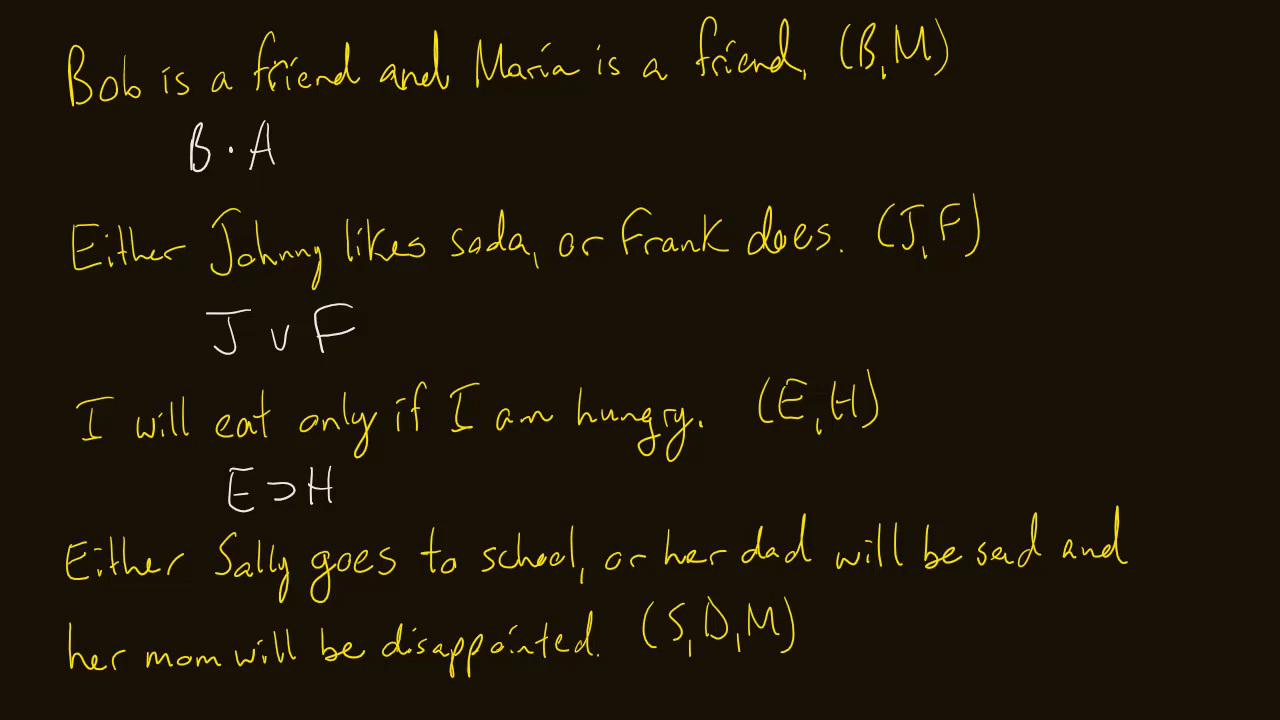 Bob is a friend and Maria is a friend. (B,M)
B · A
Either Johnny likes soda, or Frank does. (J,F)
J v F
I will eat only if I am hungry. (E,H)
E ⊃ H
Either Sally goes to school, or her dad will be sad and
her mom will be disappointed. (S,D,M)